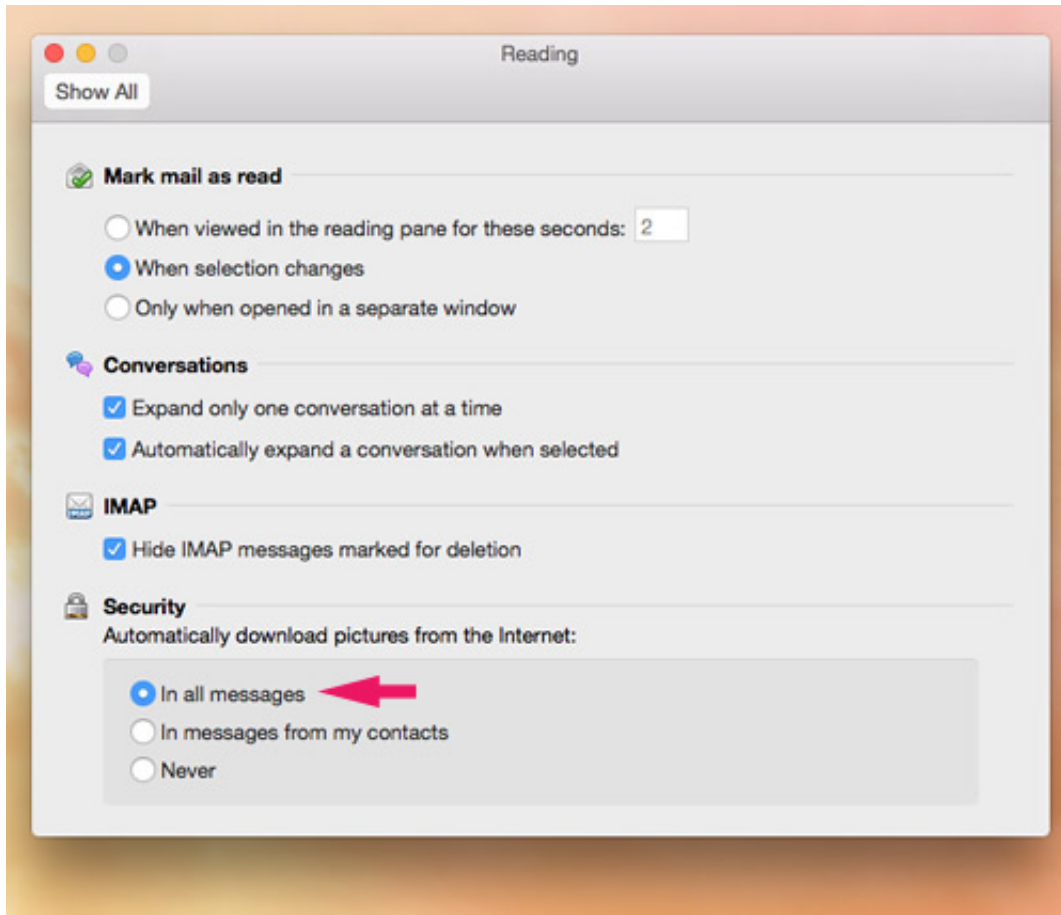 Reading
Show All
Mark mail as read
When viewed in the reading pane for these seconds: 2
When selection changes
Only when opened in a separate window
Conversations
Expand only one conversation at a time
Automatically expand a conversation when selected
IMAP
Hide IMAP messages marked for deletion
Security
Automatically download pictures from the Internet:
In all messages
In messages from my contacts
Never